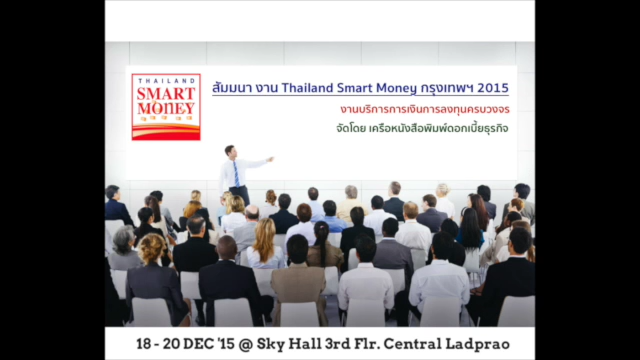 THAILAND
SMART
MONEY
สัมมนา งาน Thailand Smart Money กรุงเทพฯ 2015
งานบริการการเงินการลงทุนครบวงจร
จัดโดย เครือหนังสือพิมพ์ดอกเบี้ยธุรกิจ
18 - 20 DEC '15 @ Sky Hall 3rd Flr. Central Ladprao